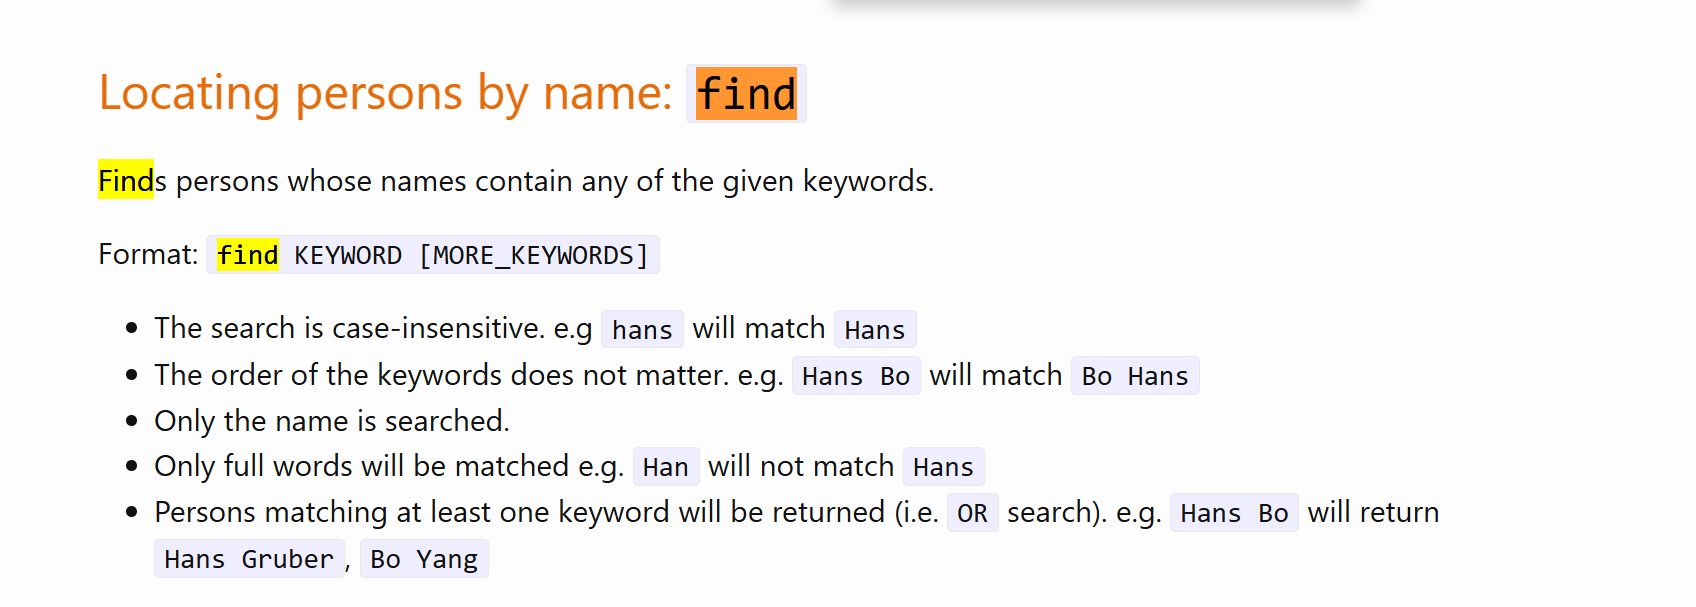 Locating persons by name: find
Finds persons whose names contain any of the given keywords.
Format: find KEYWORD [MORE_KEYWORDS]
• The search is case-insensitive. e.g hans will match Hans
• The order of the keywords does not matter. e.g. Hans Bo will match Bo Hans
• Only the name is searched.
• Only full words will be matched e.g. Han will not match Hans
• Persons matching at least one keyword will be returned (i.e. OR search). e.g. Hans Bo will return
Hans Gruber, Bo Yang